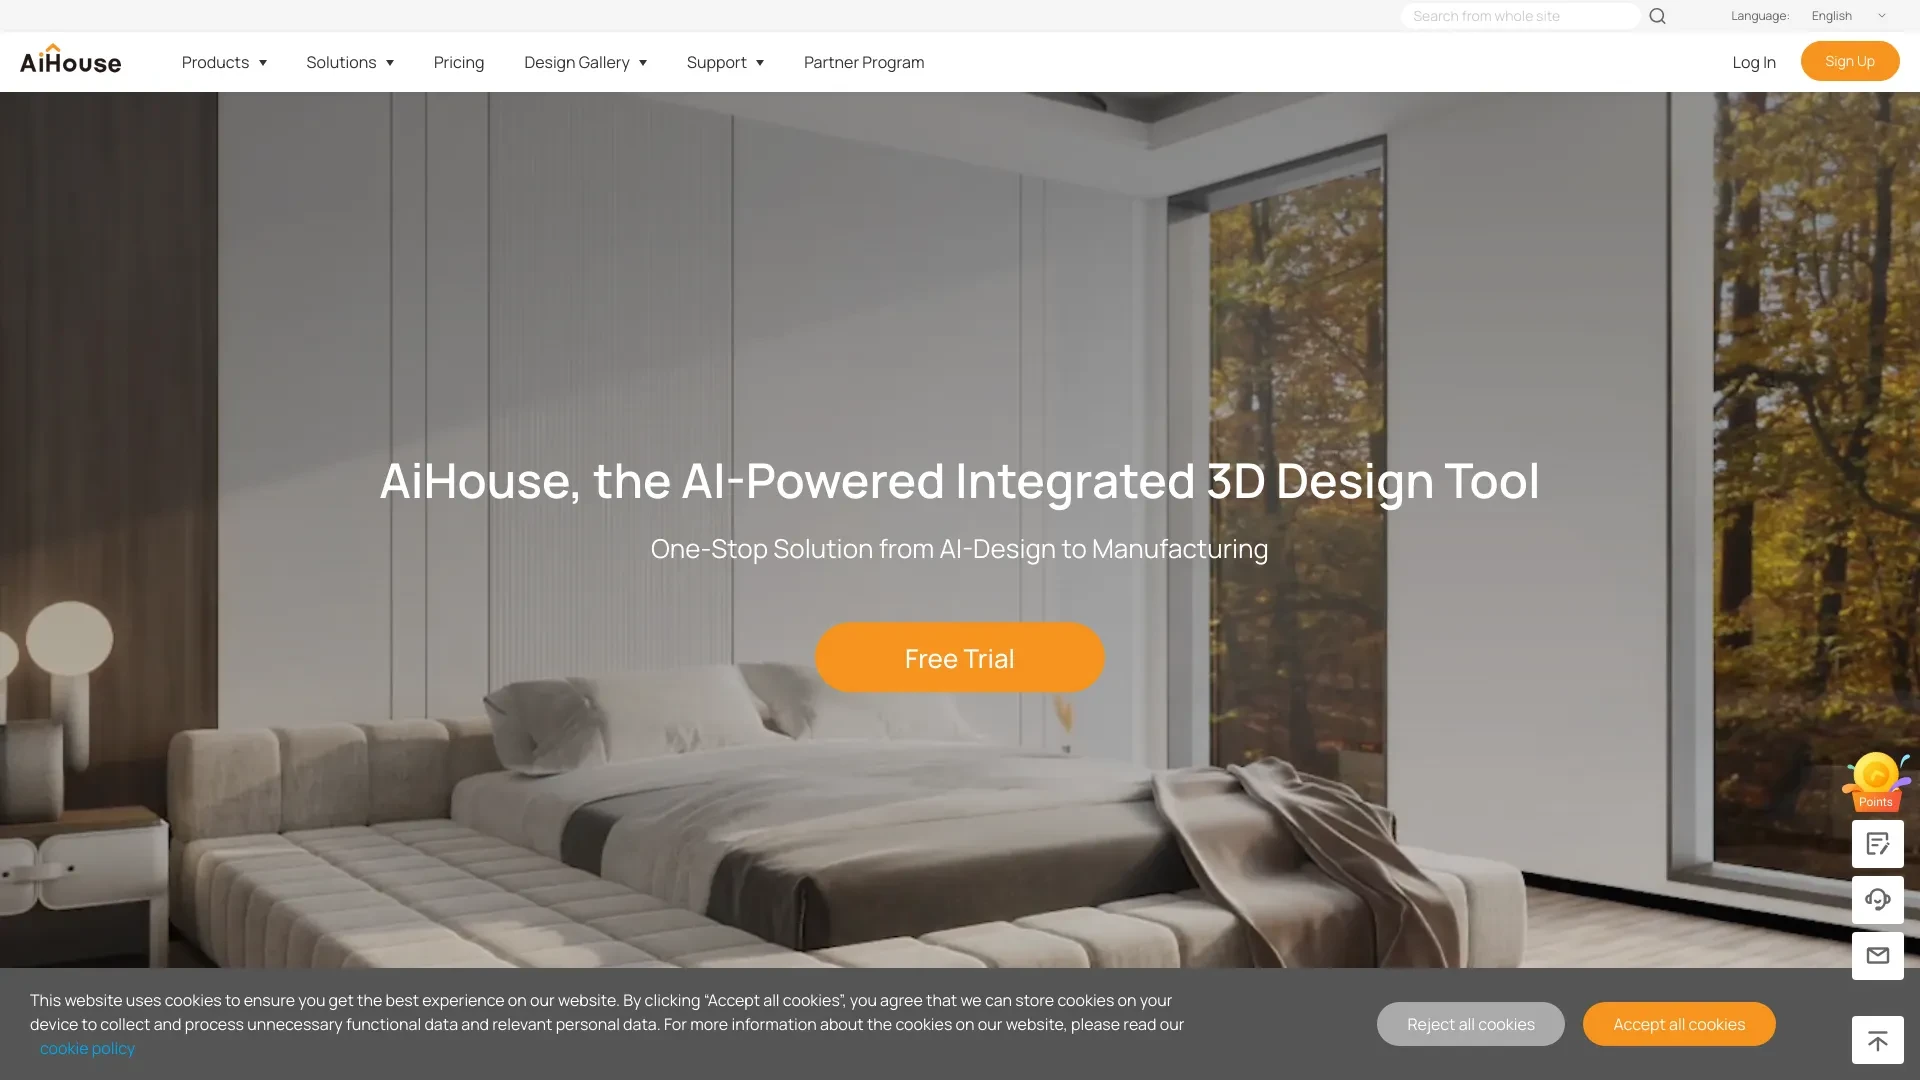 Search from whole site
Language: English
AiHouse
Products Solutions Pricing Design Gallery Support Partner Program Log In Sign Up
AiHouse, the AI-Powered Integrated 3D Design Tool
One-Stop Solution from AI-Design to Manufacturing
Free Trial
Points
This website uses cookies to ensure you get the best experience on our website. By clicking “Accept all cookies”, you agree that we can store cookies on your
device to collect and process unnecessary functional data and relevant personal data. For more information about the cookies on our website, please read our
cookie pollcy
Reject all cookies Accept all cookies